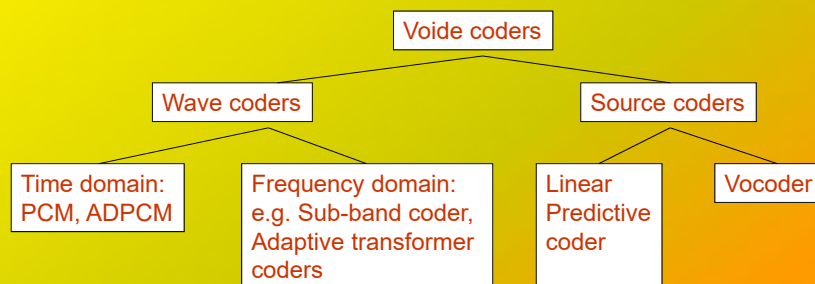 Voide coders
Wave coders
Source coders
Time domain:
PCM, ADPCM
Frequency domain:
e.g. Sub-band coder,
Adaptive transformer
coders
Linear
Predictive
coder
Vocoder